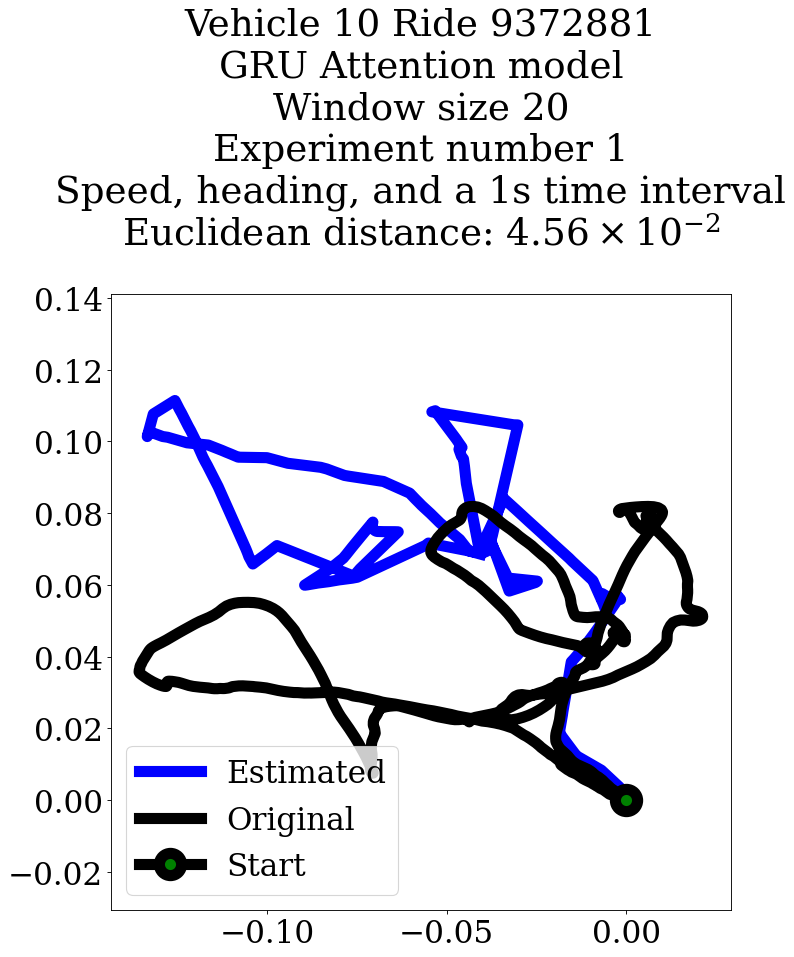 Vehicle 10 Ride 9372881
GRU Attention model
Window size 20
Experiment number 1
Speed, heading, and a 1s time interval
Euclidean distance: 4.56 × 10⁻²
0.14
0.12
0.10
0.08
0.06
0.04
0.02
0.00
−0.02
Estimated
Original
Start
−0.10
−0.05
0.00